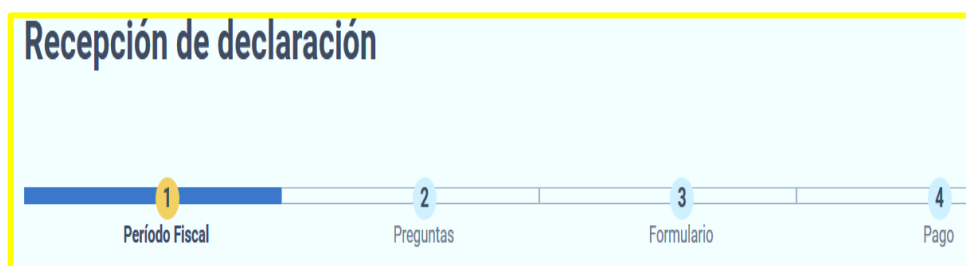 Recepción de declaración
1 2 3 4
Período Fiscal Preguntas Formulario Pago